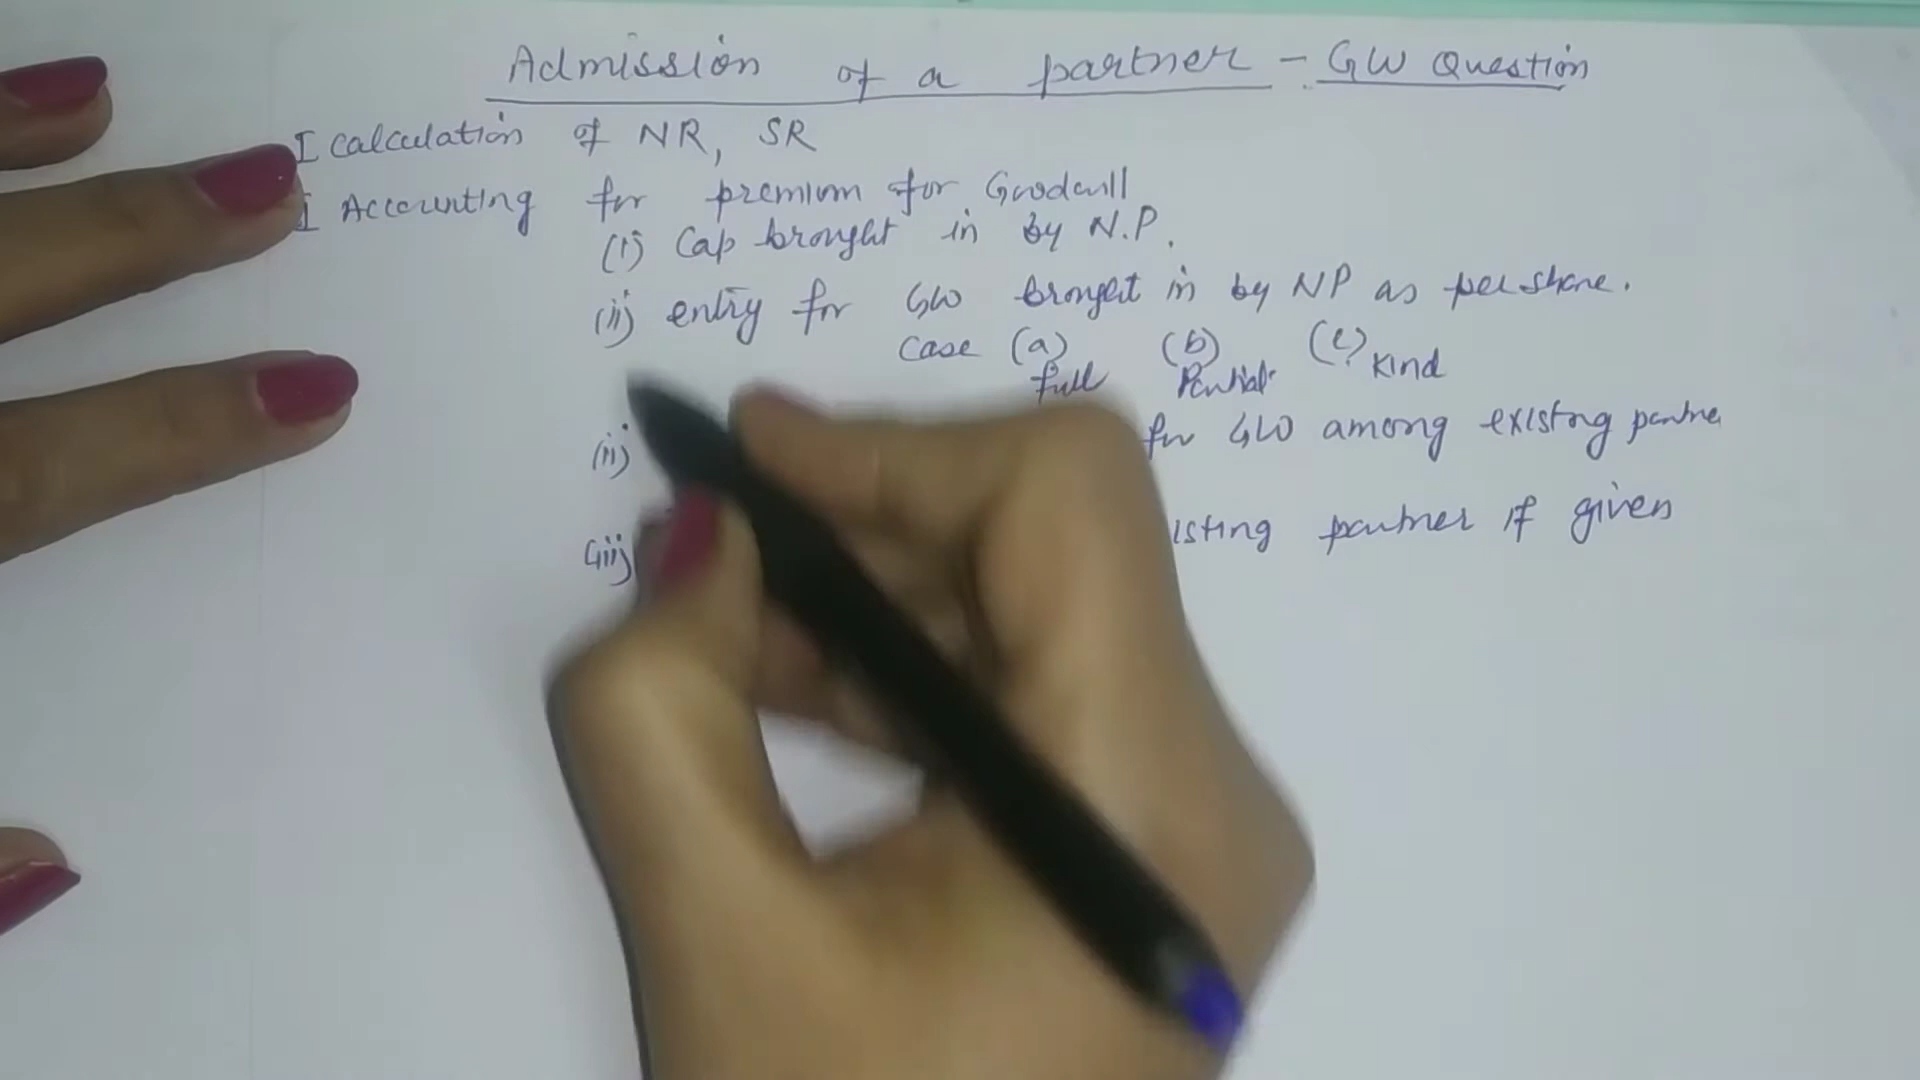 Admission of a partner - GW Question
I calculation of NR, SR
I Accounting for premium for Goodwill
(i) Cap brought in by N.P.
(ii) entry for GW brought in by NP as per share.
case (a) (b) (c) Kind
full Partial
(ii) for GW among existing partne
(iii) isting partner if given